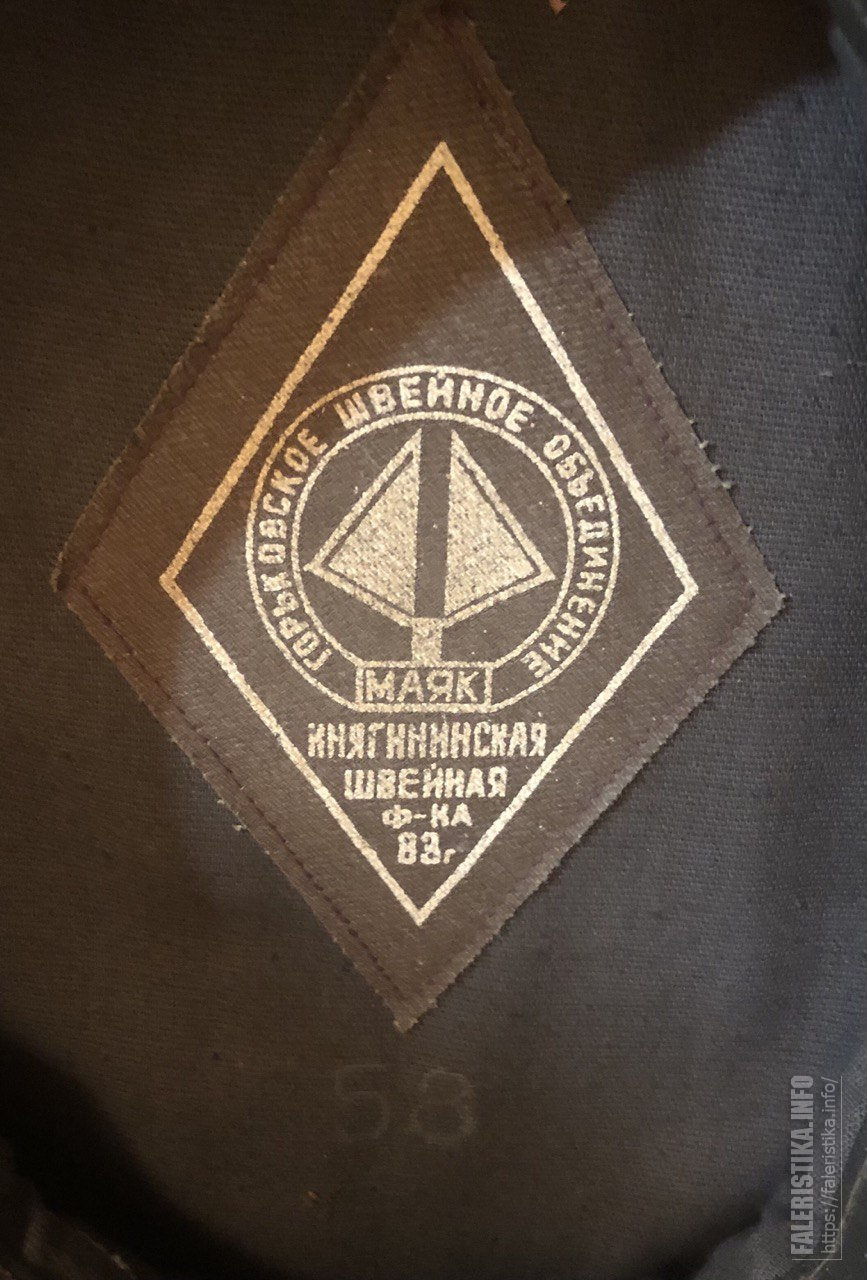 ГОРЬКОВСКОЕ ШВЕЙНОЕ ОБЪЕДИНЕНИЕ
МАЯК
КНЯГИНИНСКАЯ
ШВЕЙНАЯ
Ф-КА
83г
58
FALERISTIKA.INFO
https://faleristika.info/